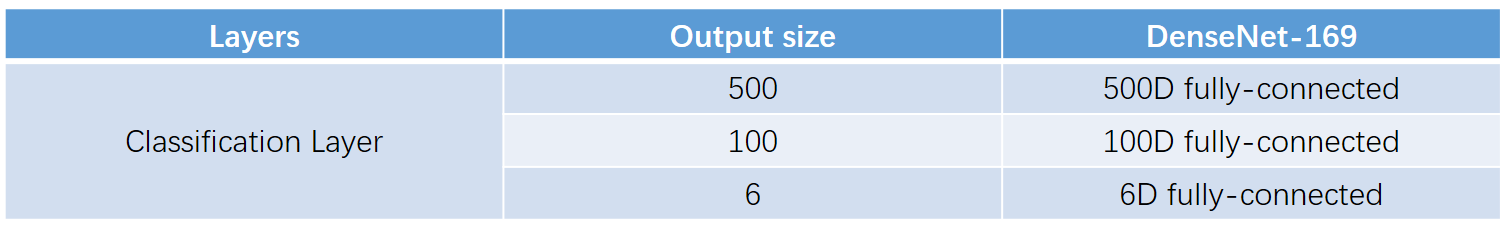 Layers Output size DenseNet-169
500 500D fully-connected
Classification Layer 100 100D fully-connected
6 6D fully-connected